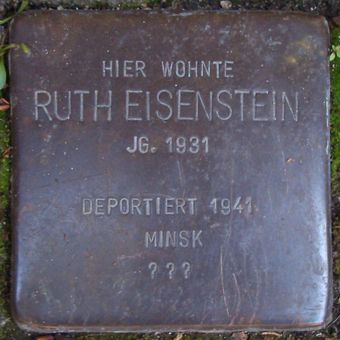 HIER WOHNTE
RUTH EISENSTEIN
JG. 1931
DEPORTIERT 1941
MINSK
? ? ?